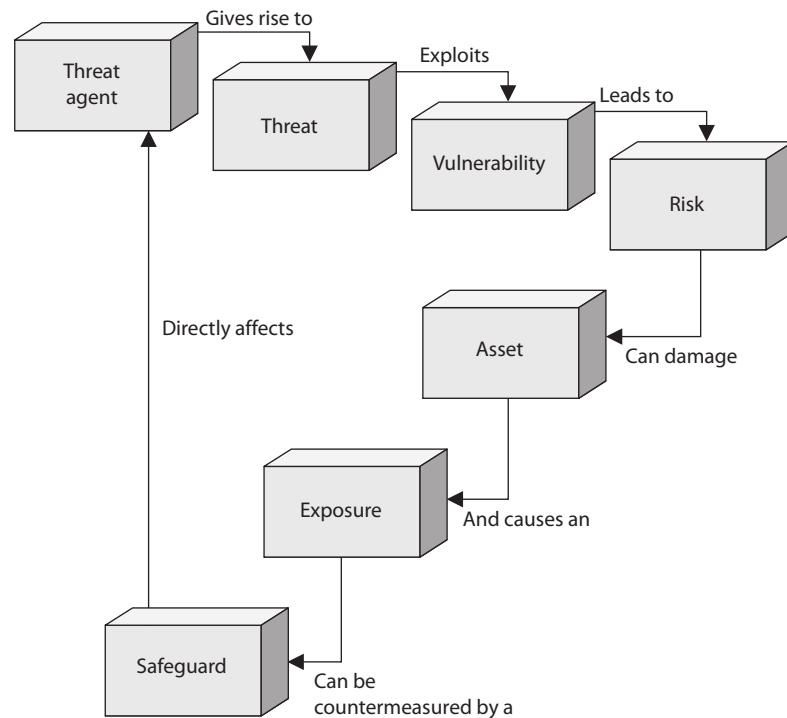 Gives rise to
Threat
agent
Exploits
Threat
Leads to
Vulnerability
Risk
Directly affects
Asset
Can damage
Exposure
And causes an
Safeguard
Can be
countermeasured by a